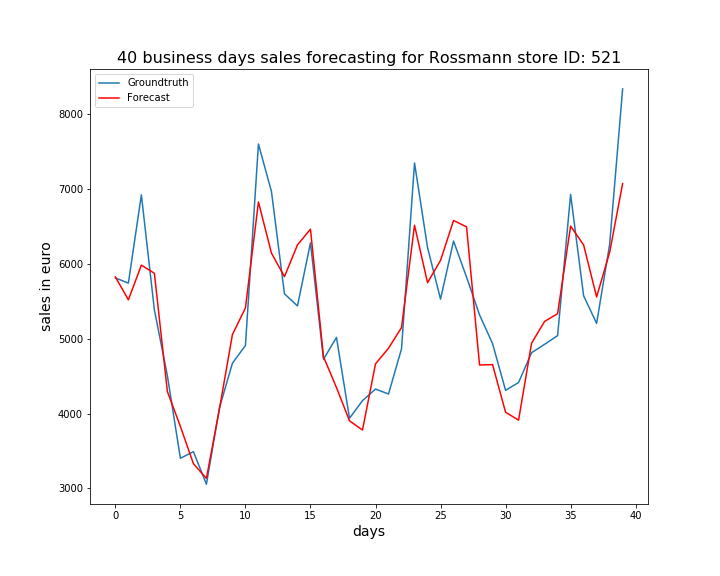 40 business days sales forecasting for Rossmann store ID: 521
Groundtruth
Forecast
8000
7000
6000
5000
4000
3000
sales in euro
0 5 10 15 20 25 30 35 40
days